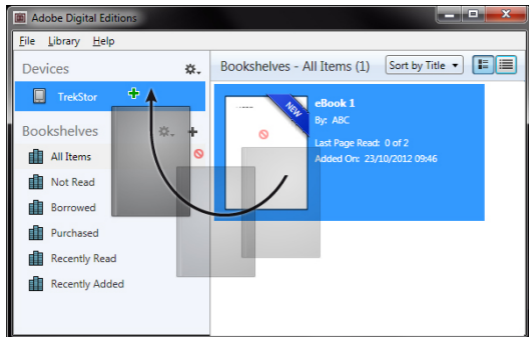 Adobe Digital Editions
File Library Help
Devices
TrekStor
Bookshelves
All Items
Not Read
Borrowed
Purchased
Recently Read
Recently Added
Bookshelves - All Items (1)
Sort by Title
NEW
eBook 1
By: ABC
Last Page Read: 0 of 2
Added On: 23/10/2012 09:46